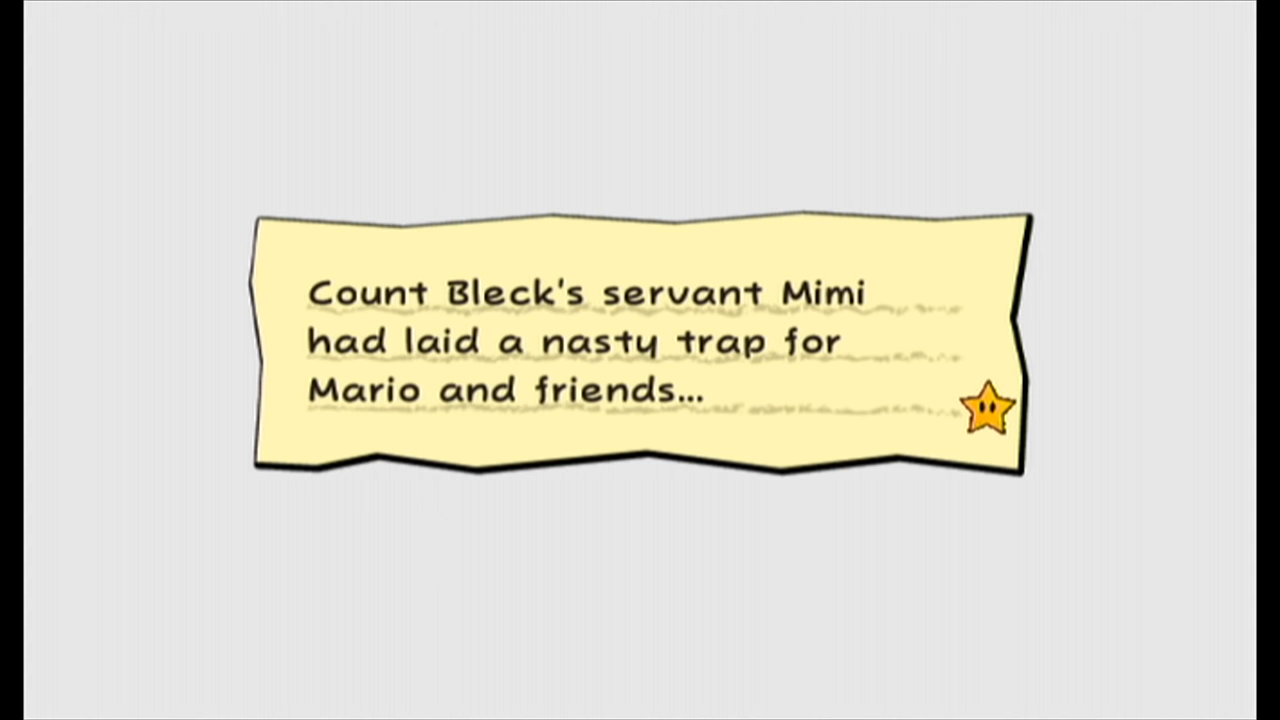 Count Bleck's servant Mimi
had laid a nasty trap for
Mario and friends...